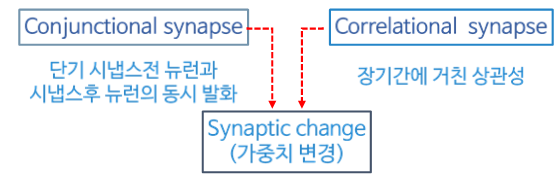 Conjunctional synapse
Correlational synapse
단기 시냅스전 뉴런과
시냅스후 뉴런의 동시 발화
장기간에 거친 상관성
Synaptic change
(가중치 변경)